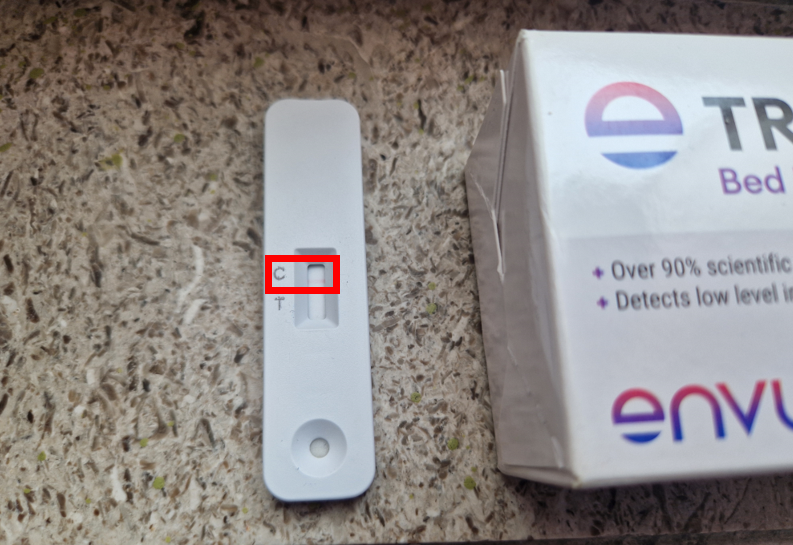 C
T
TR
Bed
+ Over 90% scientific
+ Detects low level in
envu